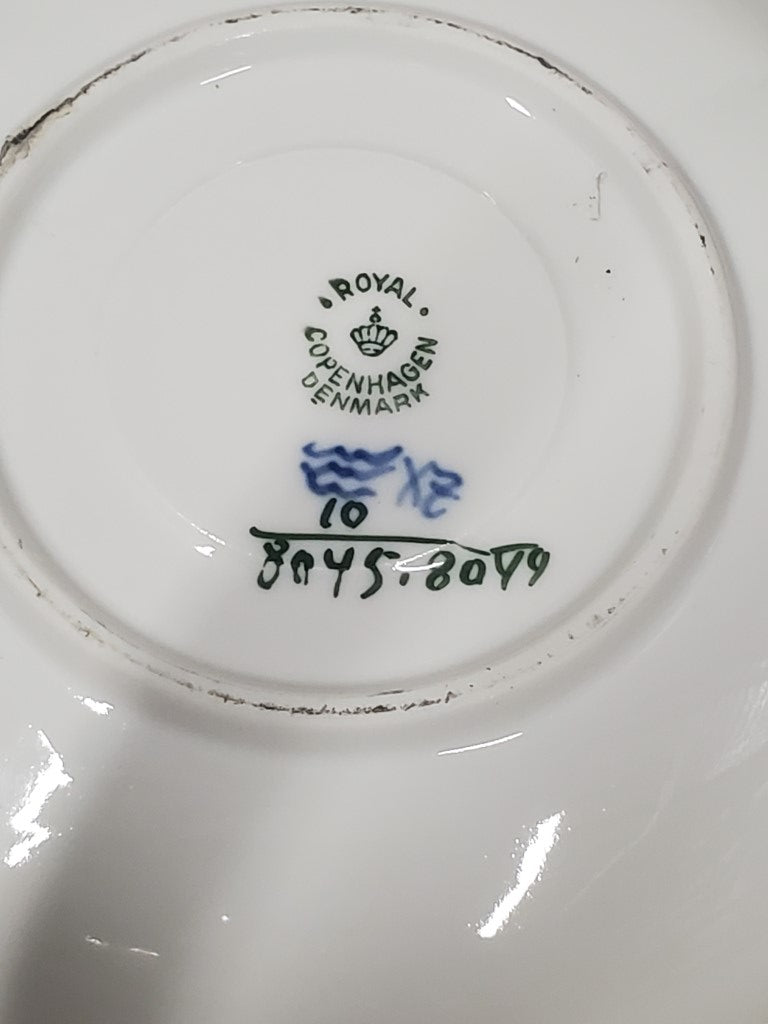 ROYAL
COPENHAGEN
DENMARK
10
8045.8049